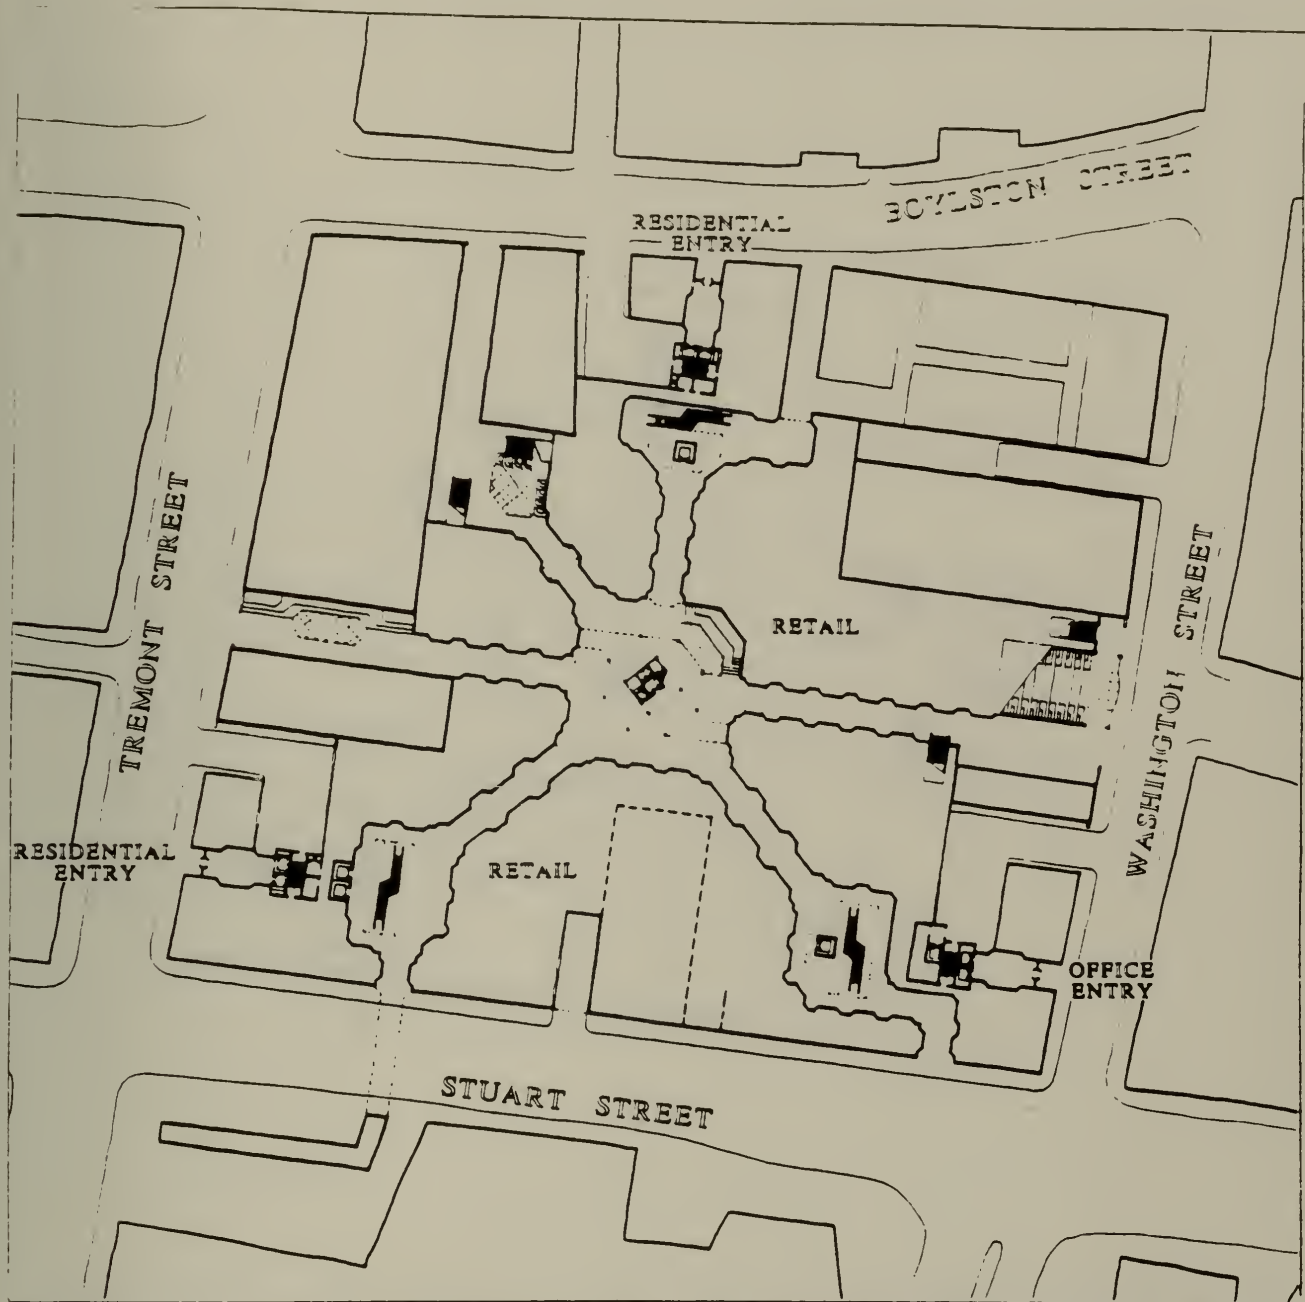 BOYLSTON STREET
RESIDENTIAL
ENTRY
TREMONT STREET
WASHINGTON STREET
RETAIL
RESIDENTIAL
ENTRY
RETAIL
OFFICE
ENTRY
STUART STREET